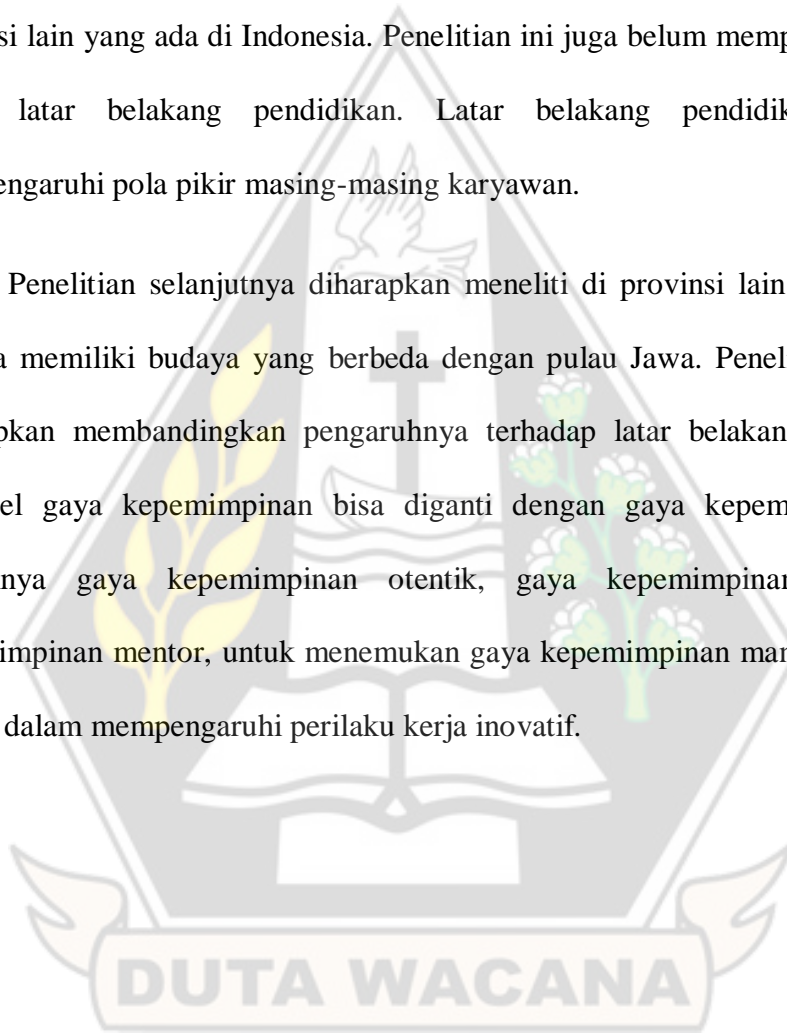 si lain yang ada di Indonesia. Penelitian ini juga belum memp
latar belakang pendidikan. Latar belakang pendidik
engaruhi pola pikir masing-masing karyawan.
Penelitian selanjutnya diharapkan meneliti di provinsi lain
a memiliki budaya yang berbeda dengan pulau Jawa. Penel
pkan membandingkan pengaruhnya terhadap latar belakan
el gaya kepemimpinan bisa diganti dengan gaya kepem
nya gaya kepemimpinan otentik, gaya kepemimpinan
impinan mentor, untuk menemukan gaya kepemimpinan man
dalam mempengaruhi perilaku kerja inovatif.
DUTA WACANA